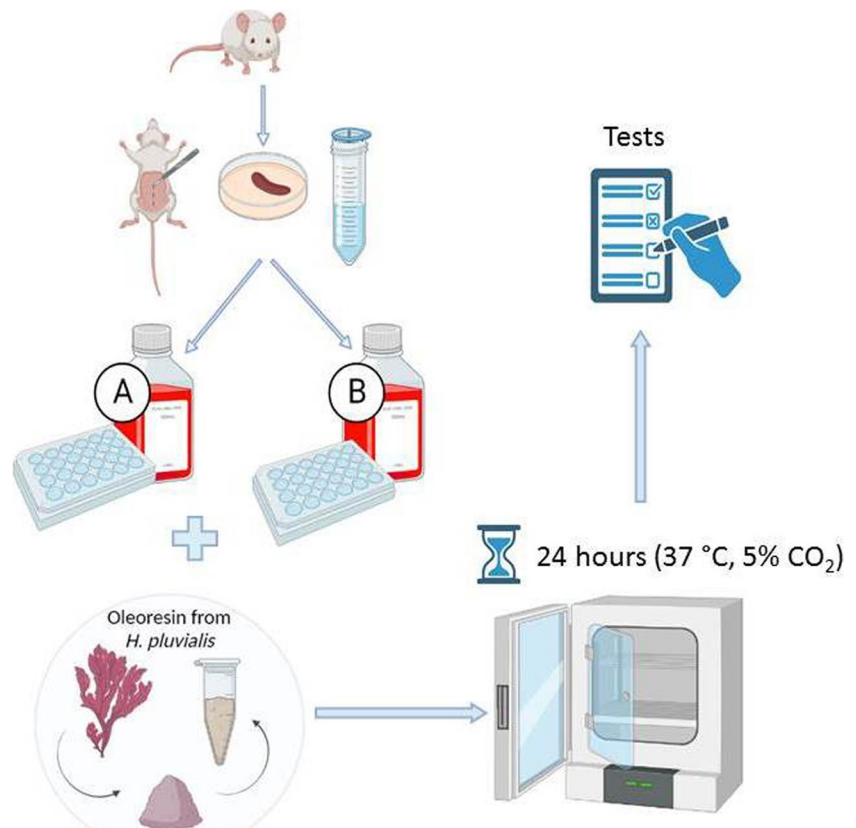 Tests
A
B
24 hours (37 °C, 5% CO₂)
Oleoresin from
H. pluvialis